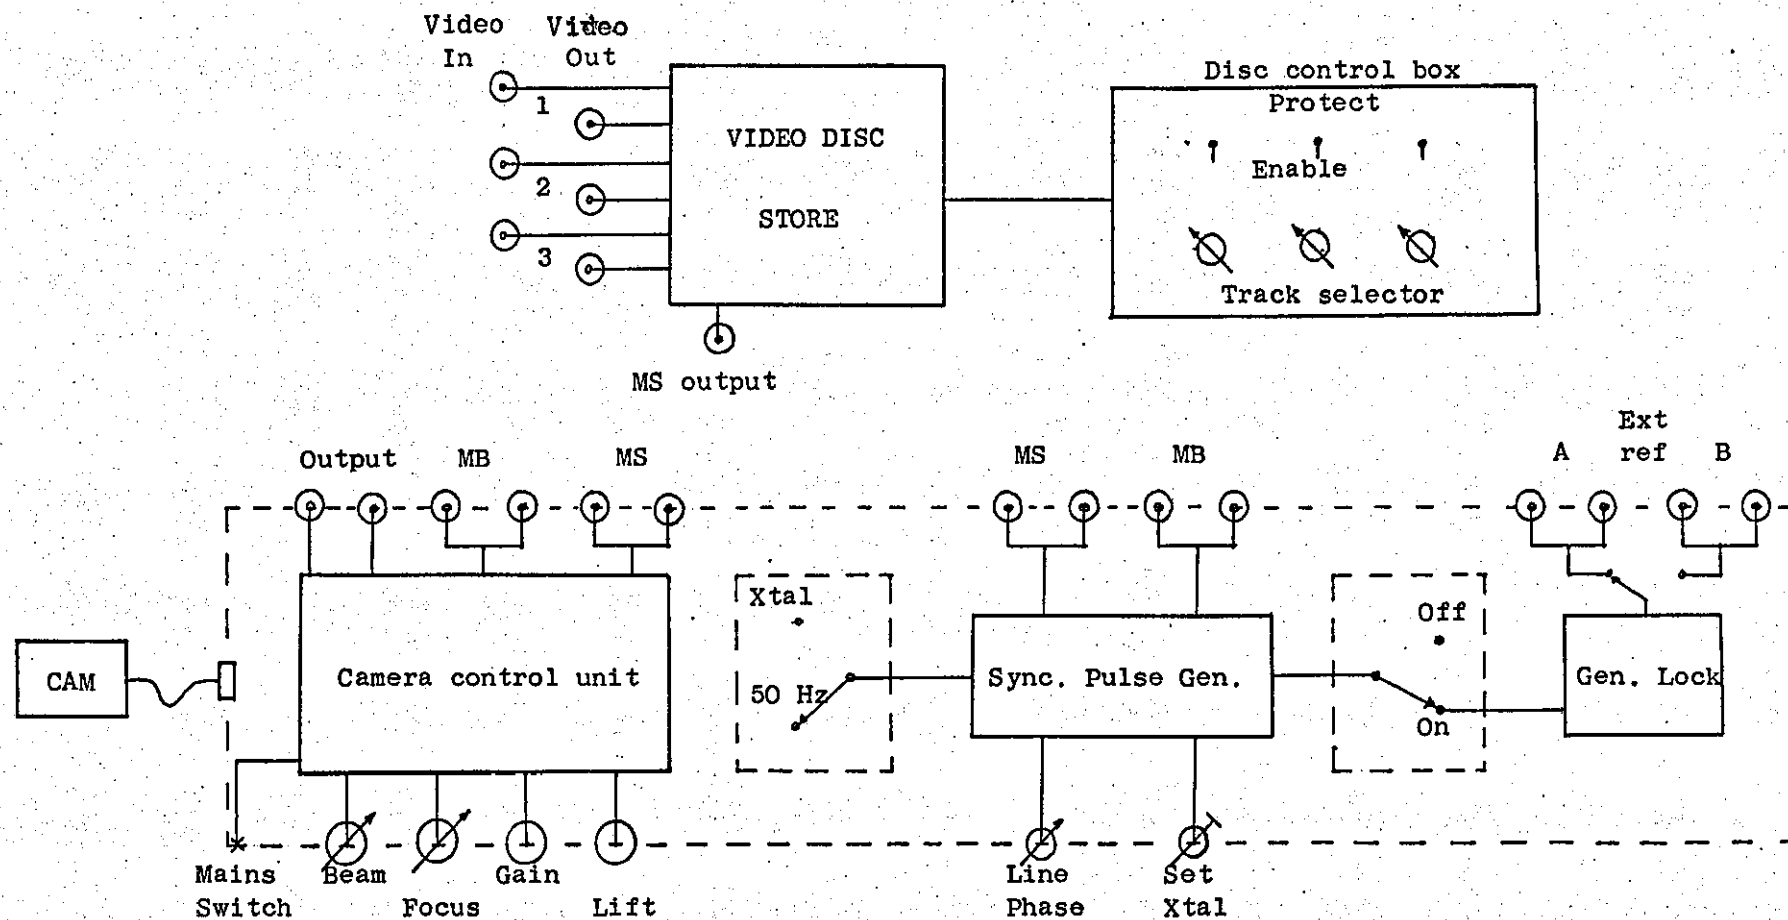 Video Video
In Out
1
2
3
VIDEO DISC
STORE
MS output
Disc control box
Protect
Enable
Track selector
Output MB MS
MS MB
A Ext ref B
Xtal
50 Hz
Off
On
CAM
Camera control unit
Sync. Pulse Gen.
Gen. Lock
Mains Switch
Beam
Focus
Gain
Lift
Line Phase
Set Xtal